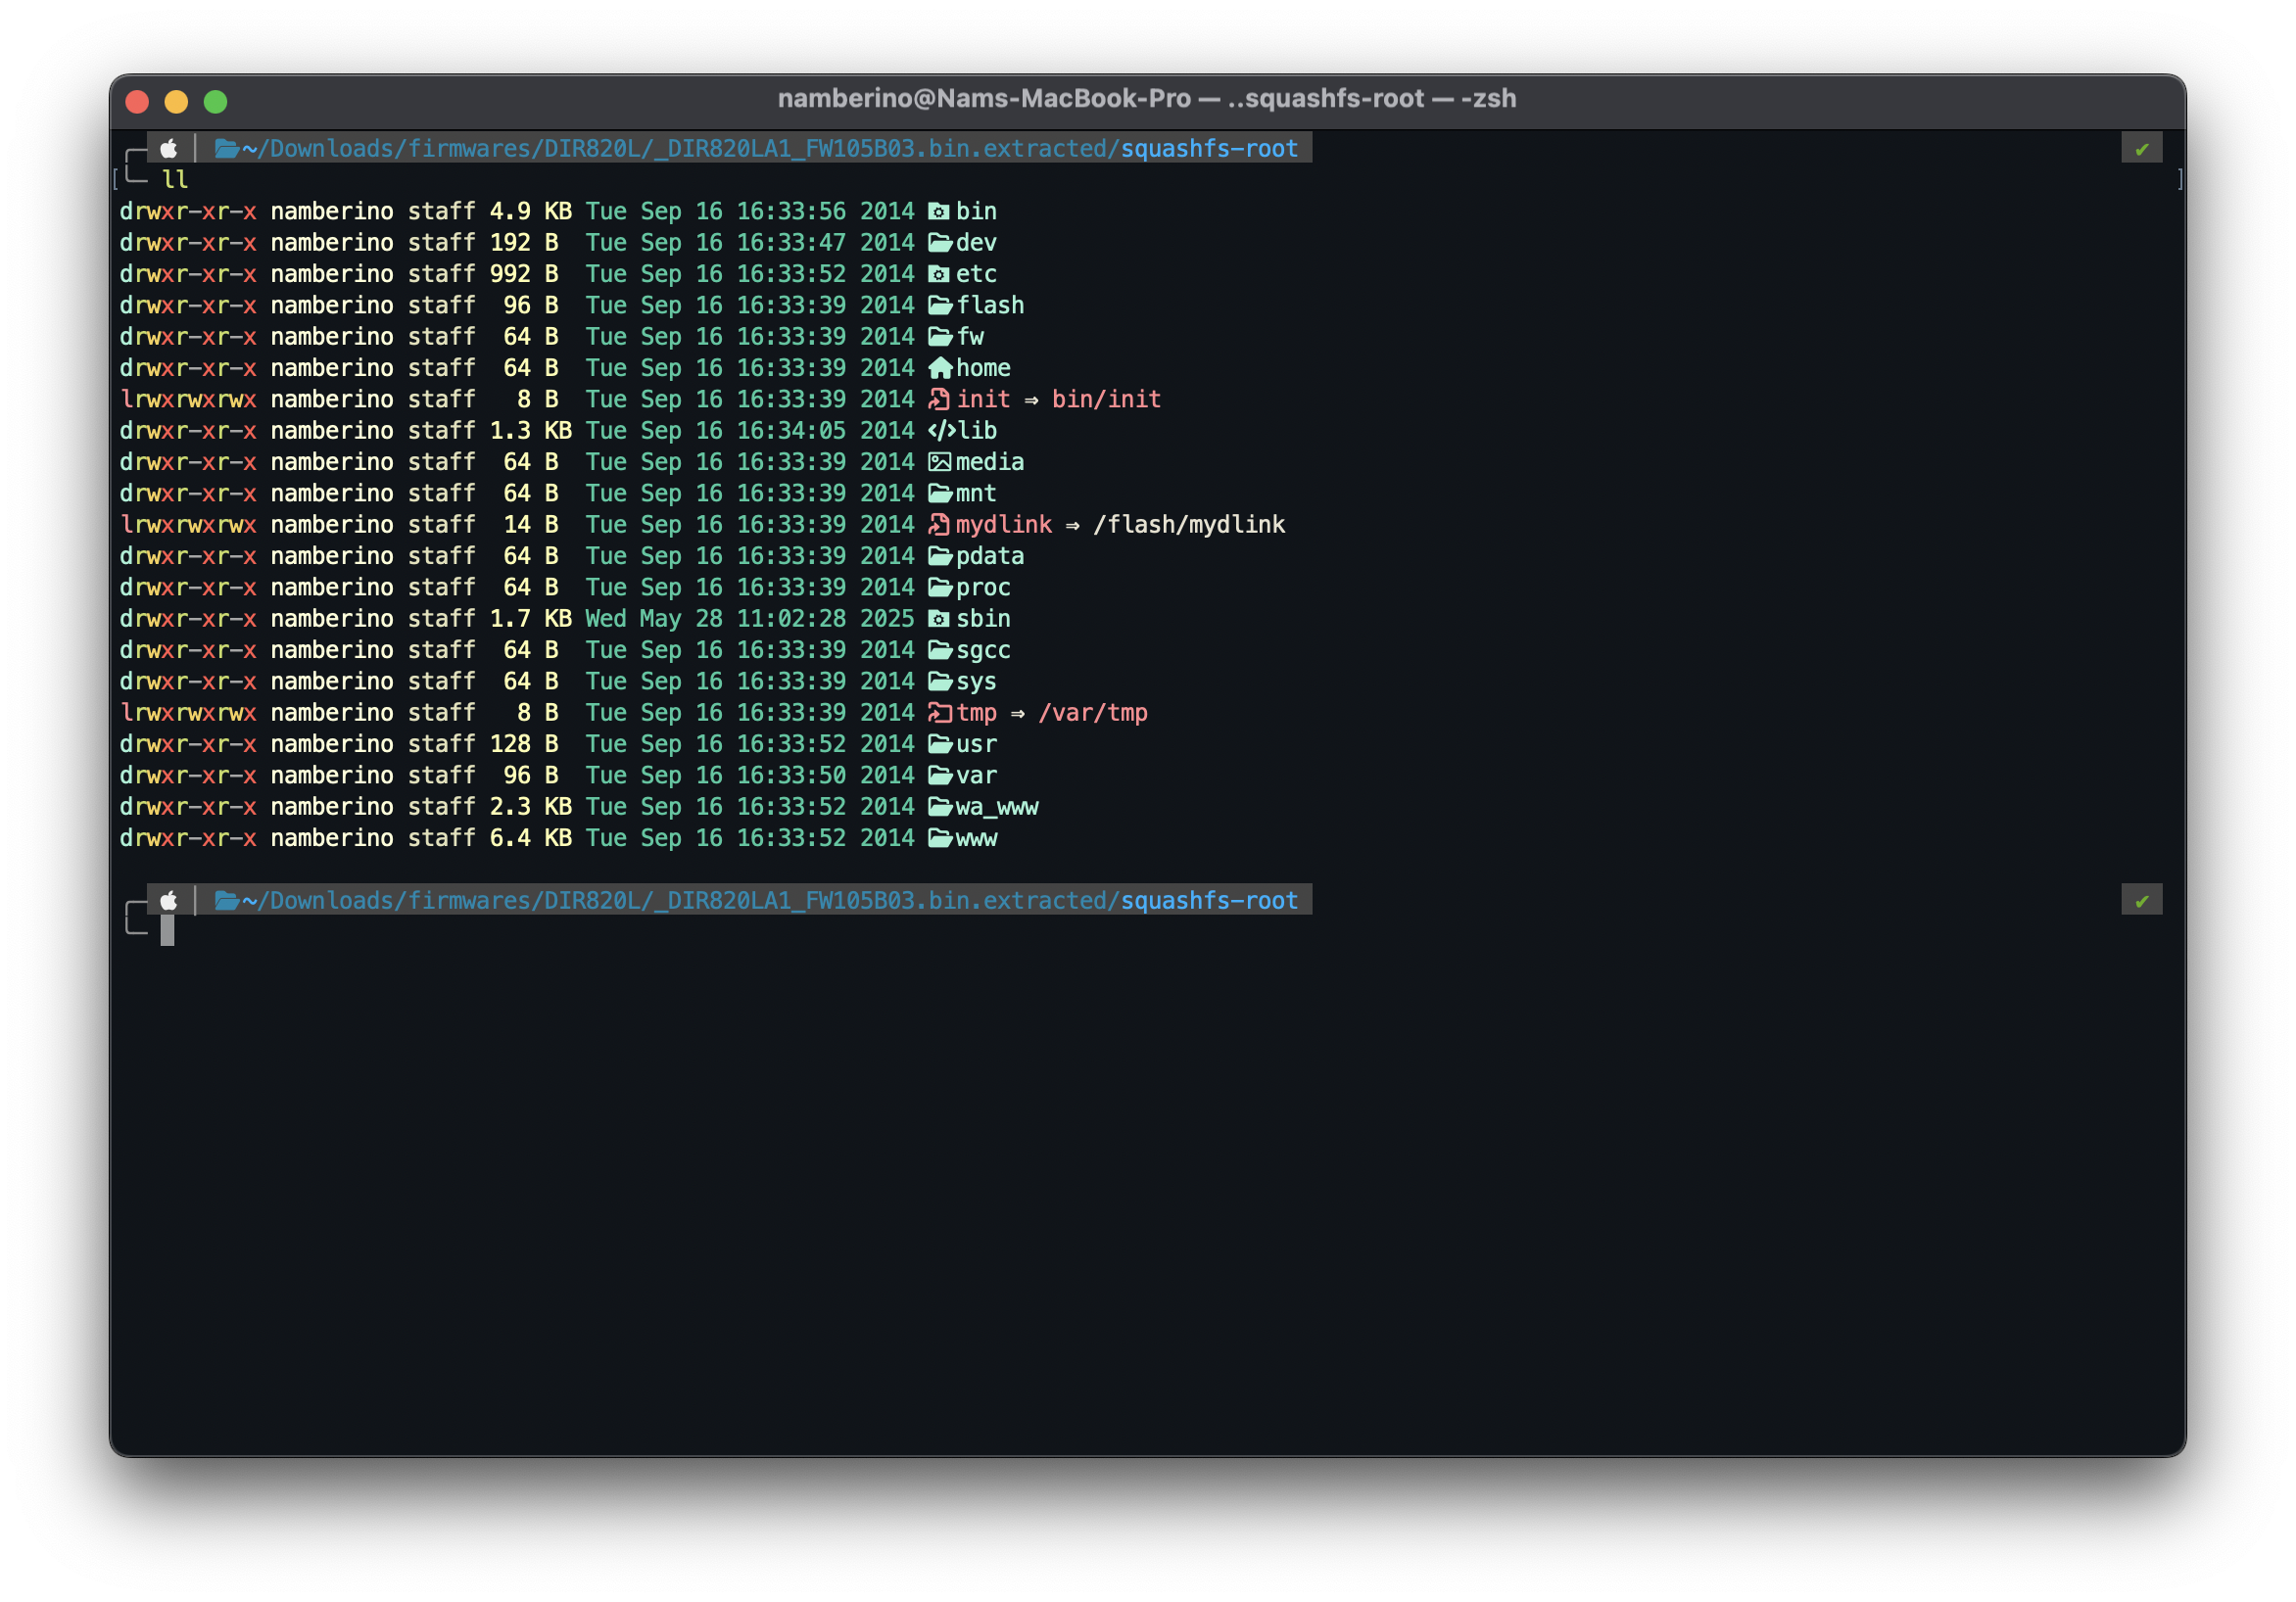 namberino@Nams-MacBook-Pro — ..squashfs-root — -zsh
~/Downloads/firmwares/DIR820L/_DIR820LA1_FW105B03.bin.extracted/squashfs-root ✔
[ ll ]
drwxr-xr-x namberino staff 4.9 KB Tue Sep 16 16:33:56 2014 bin
drwxr-xr-x namberino staff 192 B Tue Sep 16 16:33:47 2014 dev
drwxr-xr-x namberino staff 992 B Tue Sep 16 16:33:52 2014 etc
drwxr-xr-x namberino staff 96 B Tue Sep 16 16:33:39 2014 flash
drwxr-xr-x namberino staff 64 B Tue Sep 16 16:33:39 2014 fw
drwxr-xr-x namberino staff 64 B Tue Sep 16 16:33:39 2014 home
lrwxrwxrwx namberino staff 8 B Tue Sep 16 16:33:39 2014 init ⇒ bin/init
drwxr-xr-x namberino staff 1.3 KB Tue Sep 16 16:34:05 2014 lib
drwxr-xr-x namberino staff 64 B Tue Sep 16 16:33:39 2014 media
drwxr-xr-x namberino staff 64 B Tue Sep 16 16:33:39 2014 mnt
lrwxrwxrwx namberino staff 14 B Tue Sep 16 16:33:39 2014 mydlink ⇒ /flash/mydlink
drwxr-xr-x namberino staff 64 B Tue Sep 16 16:33:39 2014 pdata
drwxr-xr-x namberino staff 64 B Tue Sep 16 16:33:39 2014 proc
drwxr-xr-x namberino staff 1.7 KB Wed May 28 11:02:28 2025 sbin
drwxr-xr-x namberino staff 64 B Tue Sep 16 16:33:39 2014 sgcc
drwxr-xr-x namberino staff 64 B Tue Sep 16 16:33:39 2014 sys
lrwxrwxrwx namberino staff 8 B Tue Sep 16 16:33:39 2014 tmp ⇒ /var/tmp
drwxr-xr-x namberino staff 128 B Tue Sep 16 16:33:52 2014 usr
drwxr-xr-x namberino staff 96 B Tue Sep 16 16:33:50 2014 var
drwxr-xr-x namberino staff 2.3 KB Tue Sep 16 16:33:52 2014 wa_www
drwxr-xr-x namberino staff 6.4 KB Tue Sep 16 16:33:52 2014 www
~/Downloads/firmwares/DIR820L/_DIR820LA1_FW105B03.bin.extracted/squashfs-root ✔